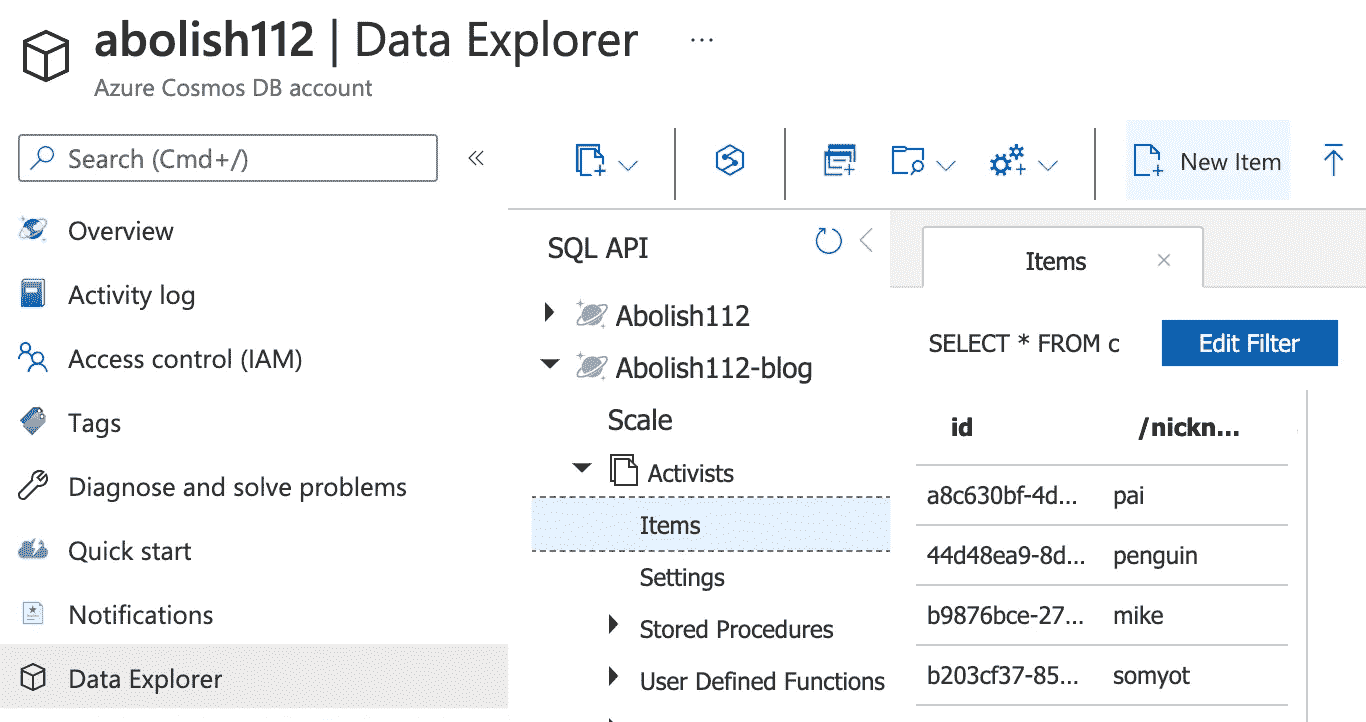 abolish112 | Data Explorer ...
Azure Cosmos DB account
Search (Cmd+/)
«
Overview
Activity log
Access control (IAM)
Tags
Diagnose and solve problems
Quick start
Notifications
Data Explorer
New Item
SQL API
Abolish112
Abolish112-blog
Scale
Activists
Items
Settings
Stored Procedures
User Defined Functions
Items
SELECT * FROM c
Edit Filter
id /nickn...
a8c630bf-4d... pai
44d48ea9-8d... penguin
b9876bce-27... mike
b203cf37-85... somyot